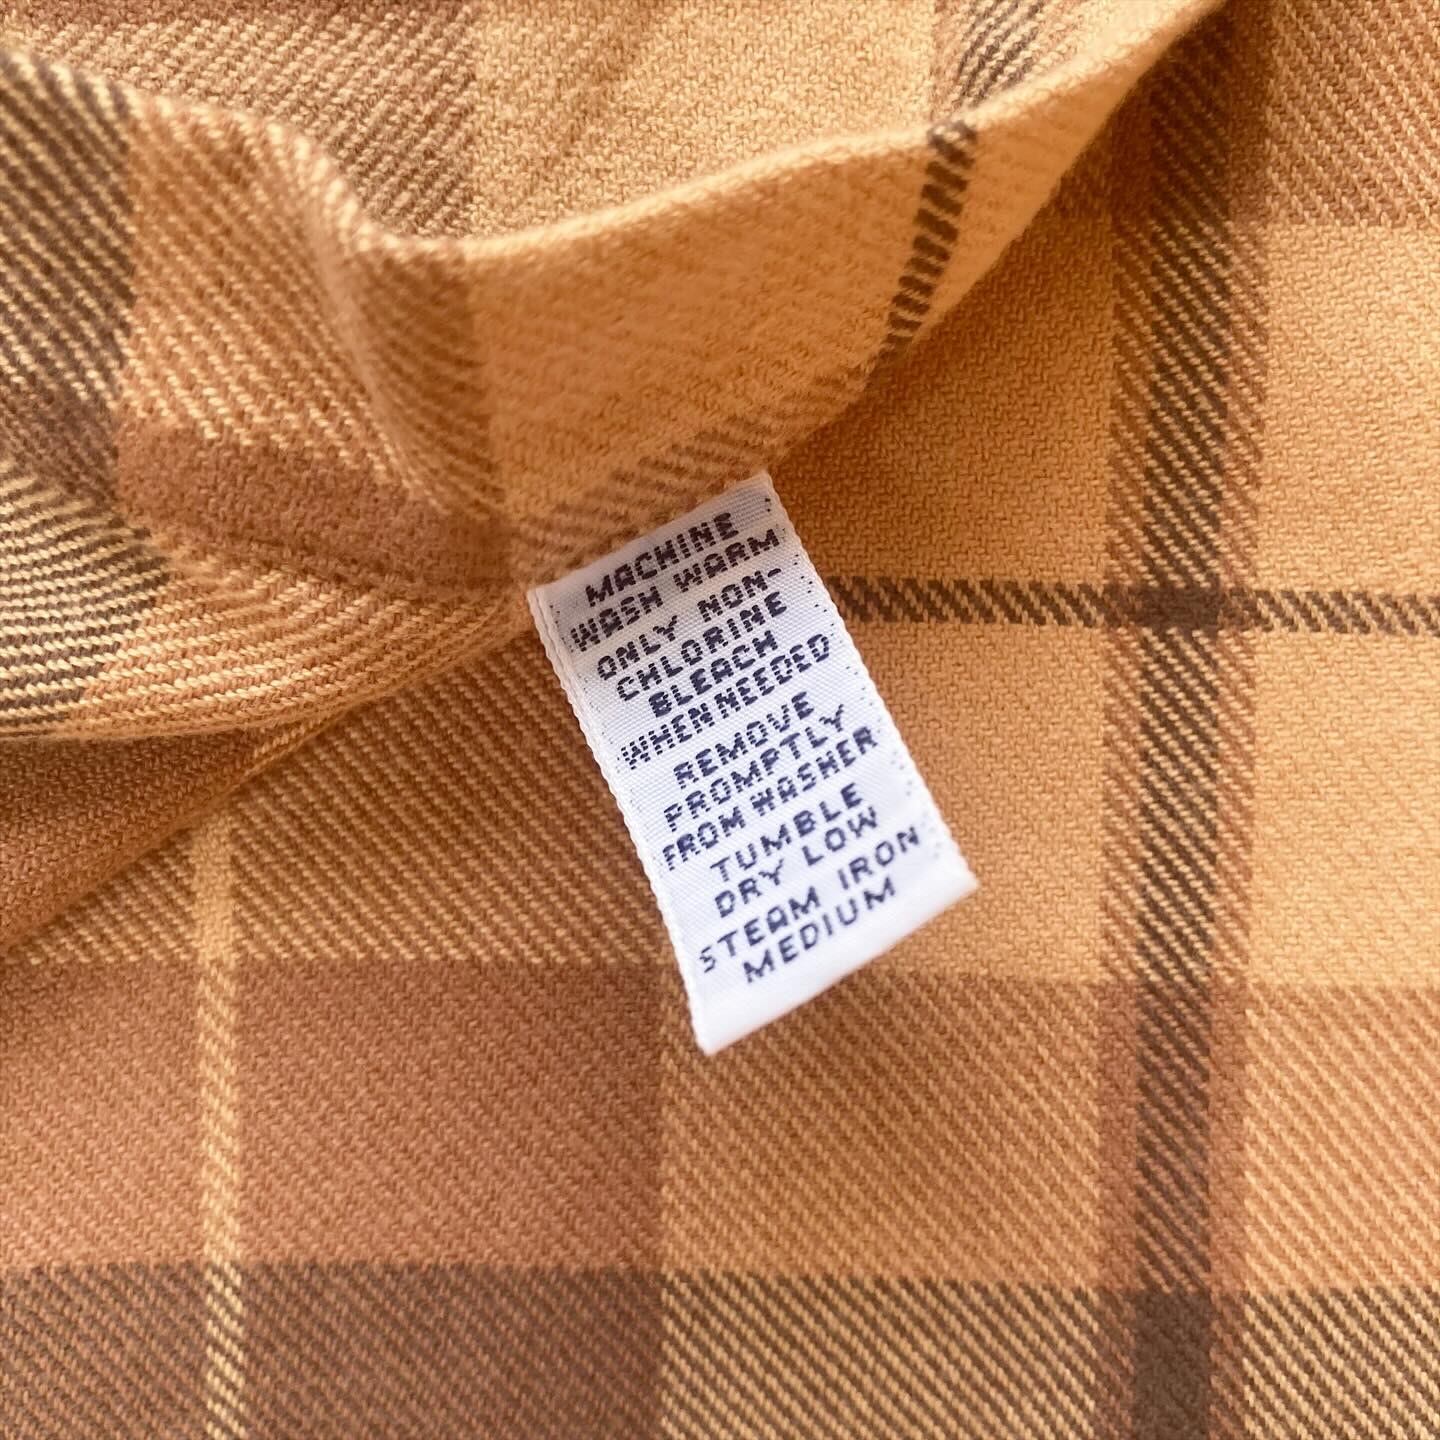 MACHINE
WASH WARM
ONLY NON-
CHLORINE
BLEACH
WHEN NEEDED
REMOVE
PROMPTLY
FROM WASHER
TUMBLE
DRY LOW
STEAM IRON
MEDIUM